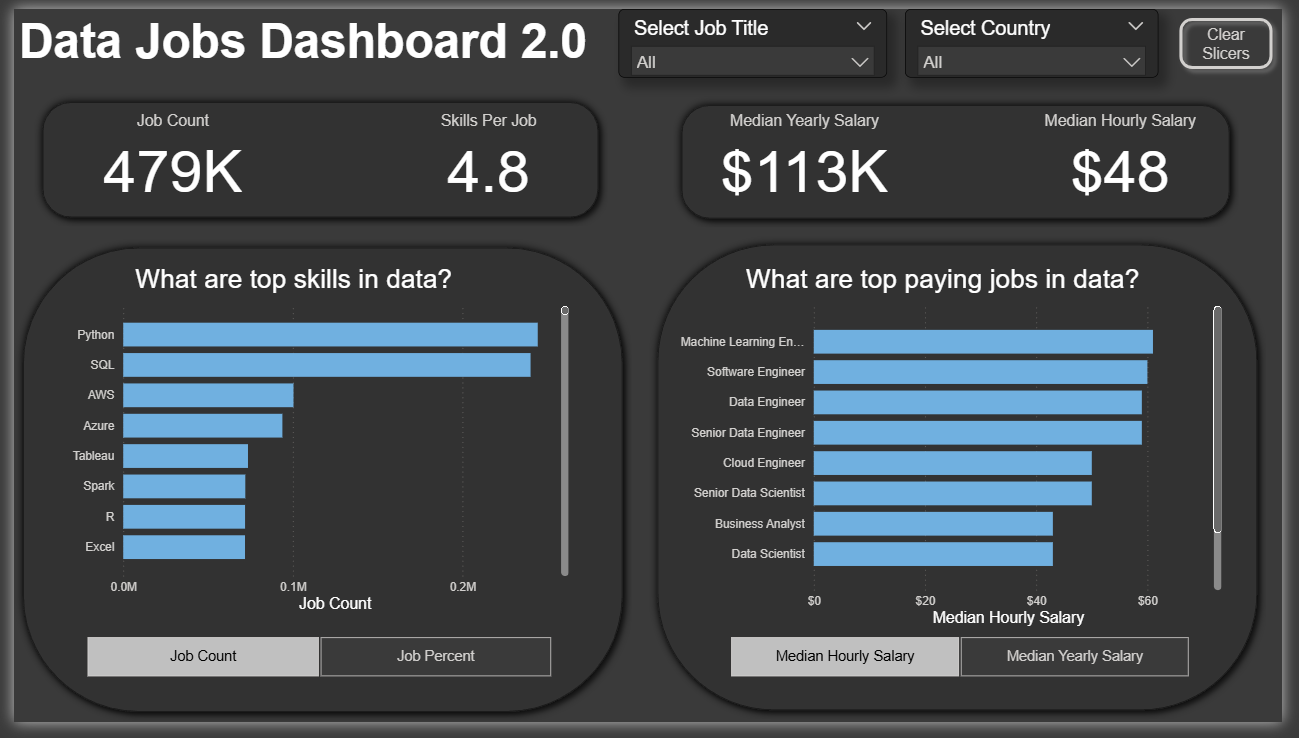 Data Jobs Dashboard 2.0
Select Job Title
All
Select Country
All
Clear
Slicers
Job Count
479K
Skills Per Job
4.8
Median Yearly Salary
$113K
Median Hourly Salary
$48
What are top skills in data?
Python
SQL
AWS
Azure
Tableau
Spark
R
Excel
0.0M 0.1M 0.2M
Job Count
Job Count Job Percent
What are top paying jobs in data?
Machine Learning En...
Software Engineer
Data Engineer
Senior Data Engineer
Cloud Engineer
Senior Data Scientist
Business Analyst
Data Scientist
$0 $20 $40 $60
Median Hourly Salary
Median Hourly Salary Median Yearly Salary